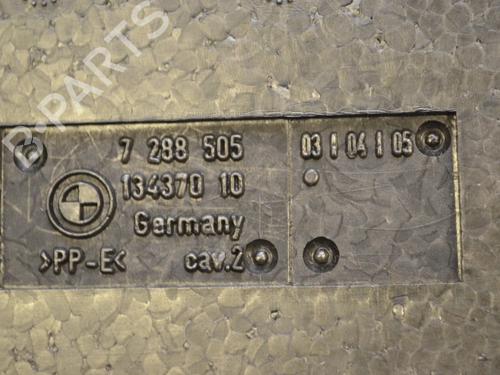 B-PARTS
7 288 505
134370 10
Germany
>PP-E< cav.2
03 | 04 | 05